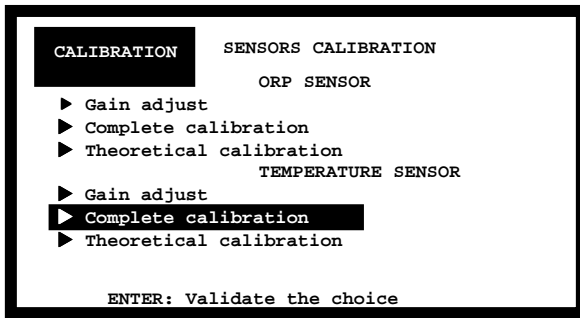 CALIBRATION SENSORS CALIBRATION
ORP SENSOR
Gain adjust
Complete calibration
Theoretical calibration
TEMPERATURE SENSOR
Gain adjust
Complete calibration
Theoretical calibration
ENTER: Validate the choice